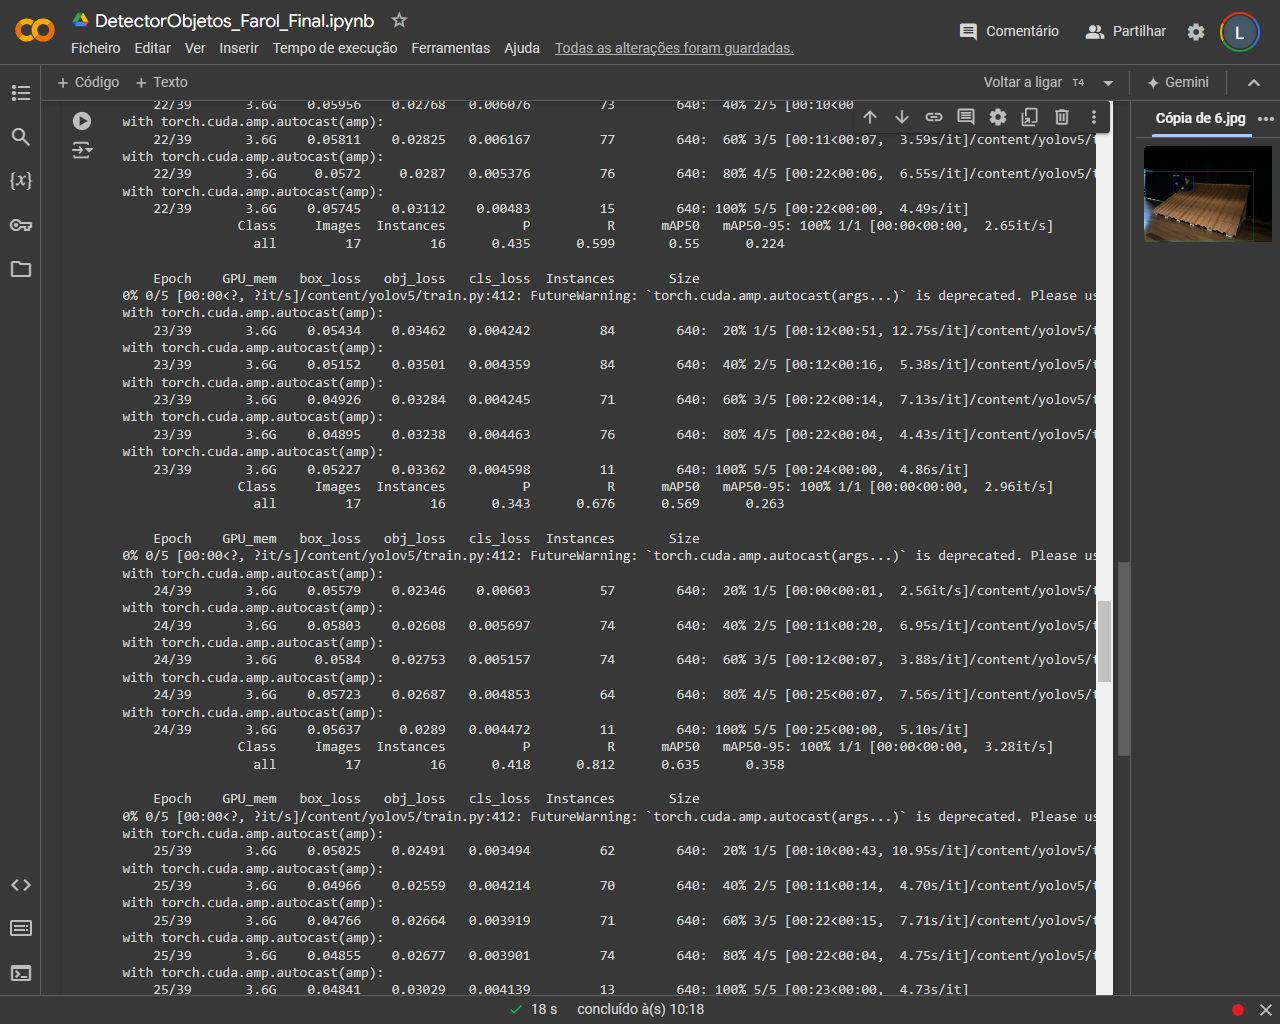 DetectorObjetos_Farol_Final.ipynb
Ficheiro Editar Ver Inserir Tempo de execução Ferramentas Ajuda Todas as alterações foram guardadas.
Comentário Partilhar L
+ Código + Texto Voltar a ligar T4 Gemini
Cópia de 6.jpg
22/39 3.6G 0.05956 0.02768 0.006076 73 640: 40% 2/5 [00:10<00
with torch.cuda.amp.autocast(amp):
22/39 3.6G 0.05811 0.02825 0.006167 77 640: 60% 3/5 [00:11<00:07, 3.59s/it]/content/yolov5/t
with torch.cuda.amp.autocast(amp):
22/39 3.6G 0.0572 0.0287 0.005376 76 640: 80% 4/5 [00:22<00:06, 6.55s/it]/content/yolov5/t
with torch.cuda.amp.autocast(amp):
22/39 3.6G 0.05745 0.03112 0.00483 15 640: 100% 5/5 [00:22<00:00, 4.49s/it]
Class Images Instances P R mAP50 mAP50-95: 100% 1/1 [00:00<00:00, 2.65it/s]
all 17 16 0.435 0.599 0.55 0.224
Epoch GPU_mem box_loss obj_loss cls_loss Instances Size
0% 0/5 [00:00<?, ?it/s]/content/yolov5/train.py:412: FutureWarning: `torch.cuda.amp.autocast(args...)` is deprecated. Please us
with torch.cuda.amp.autocast(amp):
23/39 3.6G 0.05434 0.03462 0.004242 84 640: 20% 1/5 [00:12<00:51, 12.75s/it]/content/yolov5/t
with torch.cuda.amp.autocast(amp):
23/39 3.6G 0.05152 0.03501 0.004359 84 640: 40% 2/5 [00:12<00:16, 5.38s/it]/content/yolov5/t
with torch.cuda.amp.autocast(amp):
23/39 3.6G 0.04926 0.03284 0.004245 71 640: 60% 3/5 [00:22<00:14, 7.13s/it]/content/yolov5/t
with torch.cuda.amp.autocast(amp):
23/39 3.6G 0.04895 0.03238 0.004463 76 640: 80% 4/5 [00:22<00:04, 4.43s/it]/content/yolov5/t
with torch.cuda.amp.autocast(amp):
23/39 3.6G 0.05227 0.03362 0.004598 11 640: 100% 5/5 [00:24<00:00, 4.86s/it]
Class Images Instances P R mAP50 mAP50-95: 100% 1/1 [00:00<00:00, 2.96it/s]
all 17 16 0.343 0.676 0.569 0.263
Epoch GPU_mem box_loss obj_loss cls_loss Instances Size
0% 0/5 [00:00<?, ?it/s]/content/yolov5/train.py:412: FutureWarning: `torch.cuda.amp.autocast(args...)` is deprecated. Please us
with torch.cuda.amp.autocast(amp):
24/39 3.6G 0.05579 0.02346 0.00603 57 640: 20% 1/5 [00:00<00:01, 2.56it/s]/content/yolov5/t
with torch.cuda.amp.autocast(amp):
24/39 3.6G 0.05803 0.02608 0.005697 74 640: 40% 2/5 [00:11<00:20, 6.95s/it]/content/yolov5/t
with torch.cuda.amp.autocast(amp):
24/39 3.6G 0.0584 0.02753 0.005157 74 640: 60% 3/5 [00:12<00:07, 3.88s/it]/content/yolov5/t
with torch.cuda.amp.autocast(amp):
24/39 3.6G 0.05723 0.02687 0.004853 64 640: 80% 4/5 [00:25<00:07, 7.56s/it]/content/yolov5/t
with torch.cuda.amp.autocast(amp):
24/39 3.6G 0.05637 0.0289 0.004472 11 640: 100% 5/5 [00:25<00:00, 5.10s/it]
Class Images Instances P R mAP50 mAP50-95: 100% 1/1 [00:00<00:00, 3.28it/s]
all 17 16 0.418 0.812 0.635 0.358
Epoch GPU_mem box_loss obj_loss cls_loss Instances Size
0% 0/5 [00:00<?, ?it/s]/content/yolov5/train.py:412: FutureWarning: `torch.cuda.amp.autocast(args...)` is deprecated. Please us
with torch.cuda.amp.autocast(amp):
25/39 3.6G 0.05025 0.02491 0.003494 62 640: 20% 1/5 [00:10<00:43, 10.95s/it]/content/yolov5/t
with torch.cuda.amp.autocast(amp):
25/39 3.6G 0.04966 0.02559 0.004214 70 640: 40% 2/5 [00:11<00:14, 4.70s/it]/content/yolov5/t
with torch.cuda.amp.autocast(amp):
25/39 3.6G 0.04766 0.02664 0.003919 71 640: 60% 3/5 [00:22<00:15, 7.71s/it]/content/yolov5/t
with torch.cuda.amp.autocast(amp):
25/39 3.6G 0.04855 0.02677 0.003901 74 640: 80% 4/5 [00:22<00:04, 4.75s/it]/content/yolov5/t
with torch.cuda.amp.autocast(amp):
25/39 3.6G 0.04841 0.03029 0.004139 13 640: 100% 5/5 [00:23<00:00, 4.73s/it]
18 s concluído à(s) 10:18